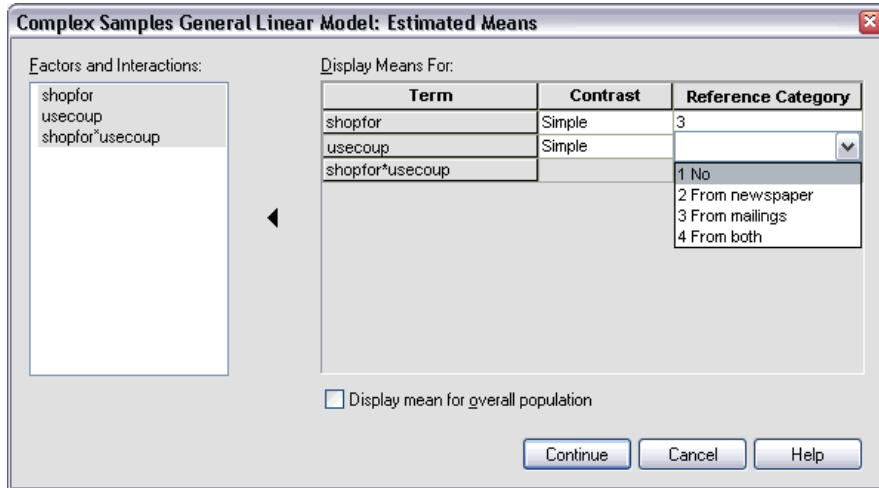 Complex Samples General Linear Model: Estimated Means
Factors and Interactions:
shopfor
usecoup
shopfor*usecoup
Display Means For:
Term Contrast Reference Category
shopfor Simple 3
usecoup Simple
shopfor*usecoup
1 No
2 From newspaper
3 From mailings
4 From both
Display mean for overall population
Continue Cancel Help